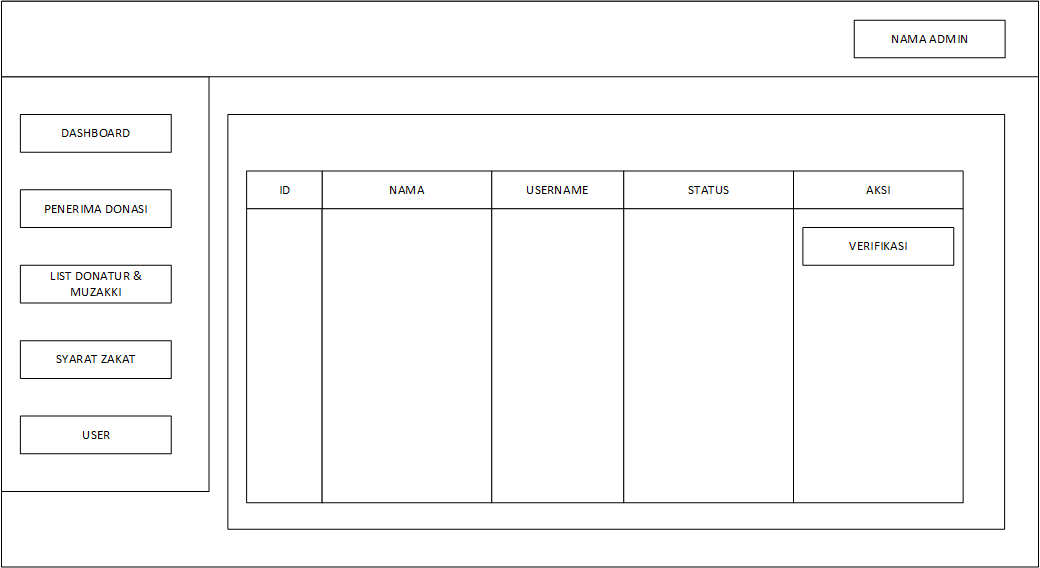 NAMA ADMIN
DASHBOARD
PENERIMA DONASI
LIST DONATUR &
MUZAKKI
SYARAT ZAKAT
USER
ID
NAMA
USERNAME
STATUS
AKSI
VERIFIKASI